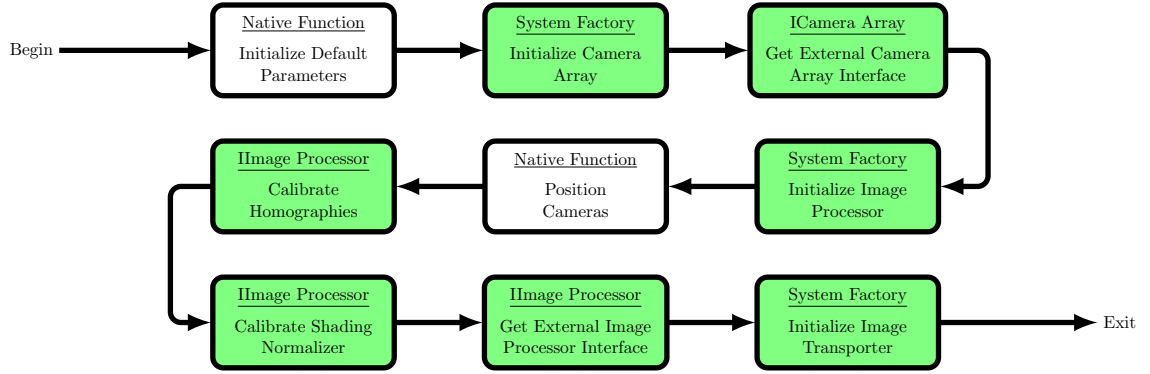 Begin
Native Function
Initialize Default
Parameters
System Factory
Initialize Camera
Array
ICamera Array
Get External Camera
Array Interface
System Factory
Initialize Image
Processor
Native Function
Position
Cameras
IImage Processor
Calibrate
Homographies
IImage Processor
Calibrate Shading
Normalizer
IImage Processor
Get External Image
Processor Interface
System Factory
Initialize Image
Transporter
Exit